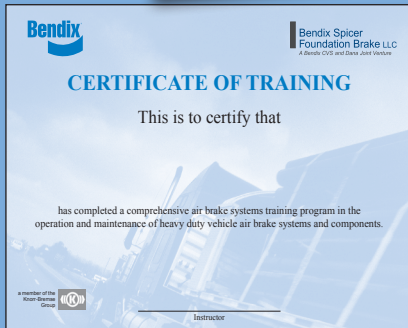 Bendix
Bendix Spicer
Foundation Brake LLC
A Bendix CVS and Dana Joint Venture
CERTIFICATE OF TRAINING
This is to certify that
has completed a comprehensive air brake systems training program in the
operation and maintenance of heavy duty vehicle air brake systems and components.
a member of the
Knorr-Bremse
Group
K
Instructor